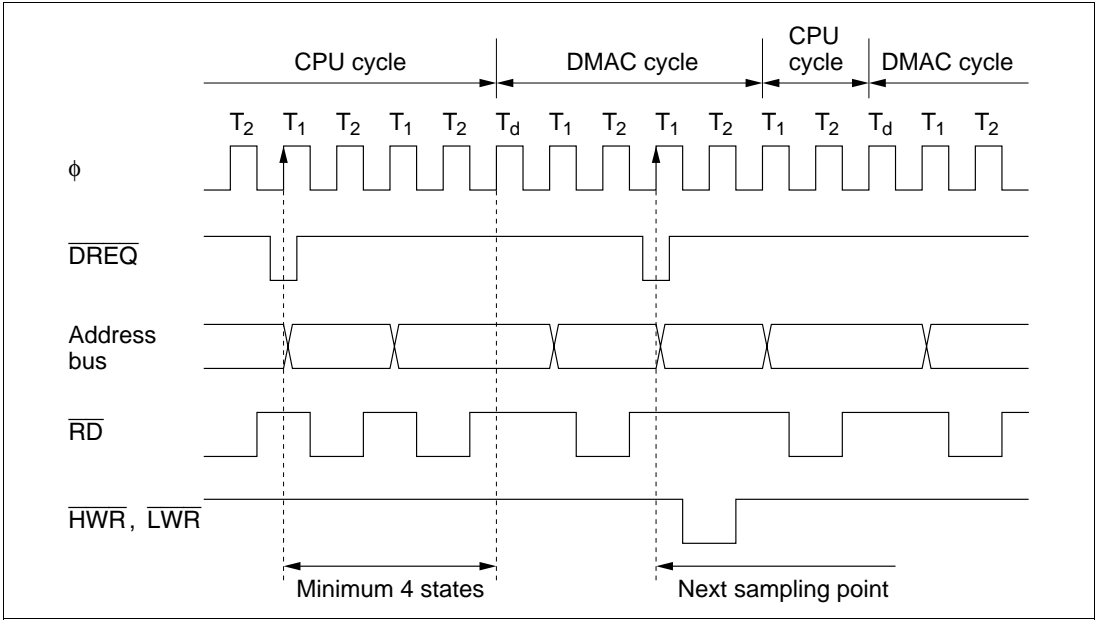 CPU cycle DMAC cycle CPU cycle DMAC cycle
T2 T1 T2 T1 T2 Td T1 T2 T1 T2 T1 T2 Td T1 T2
ϕ
DREQ
Address
bus
RD
HWR, LWR
Minimum 4 states Next sampling point